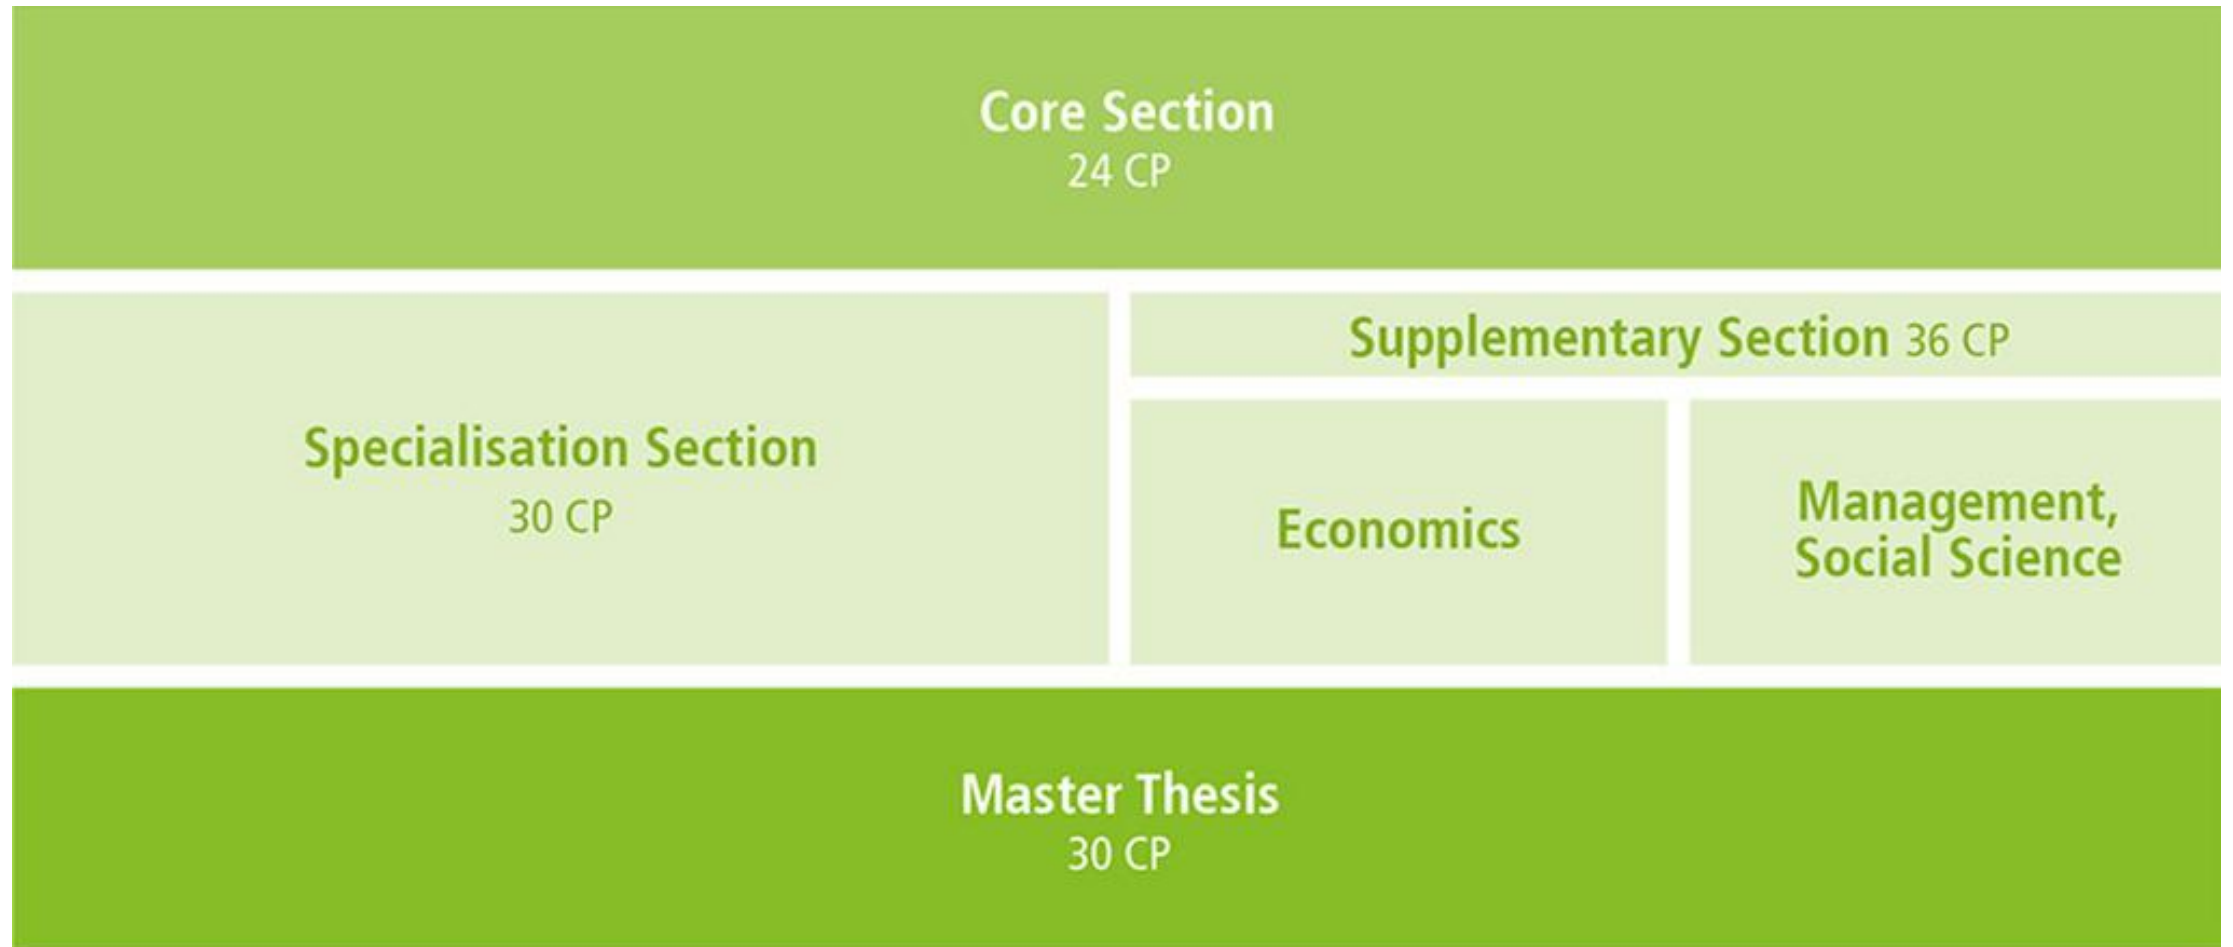 Core Section
24 CP
Supplementary Section 36 CP
Specialisation Section
30 CP
Economics
Management,
Social Science
Master Thesis
30 CP